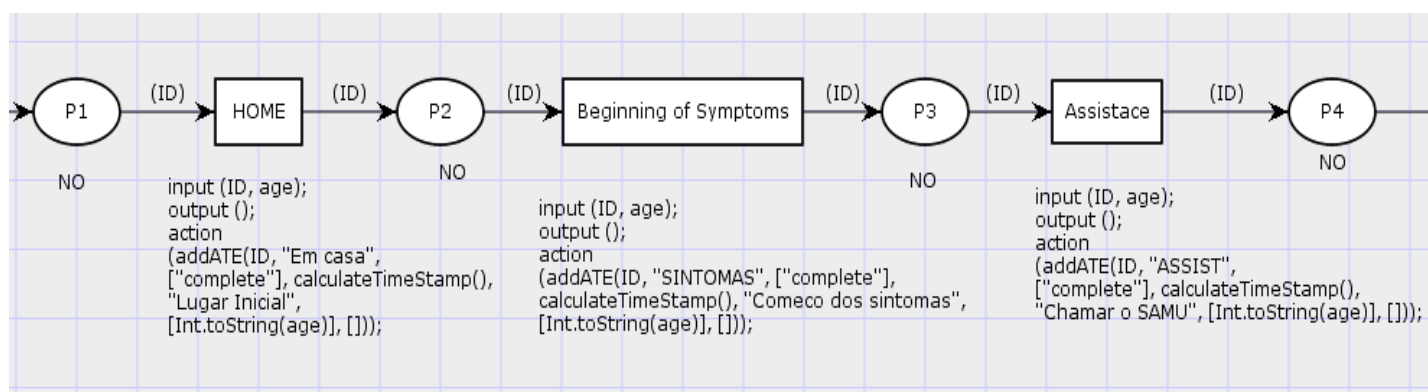 (ID)
(ID)
(ID)
(ID)
(ID)
(ID)
P1
HOME
P2
Beginning of Symptoms
P3
Assistace
P4
NO
NO
NO
NO
input (ID, age);
output ();
action
(addATE(ID, "Em casa",
["complete"], calculateTimeStamp(),
"Lugar Inicial",
[Int.toString(age)], []));
input (ID, age);
output ();
action
(addATE(ID, "SINTOMAS", ["complete"],
calculateTimeStamp(), "Comeco dos sintomas",
[Int.toString(age)], []));
input (ID, age);
output ();
action
(addATE(ID, "ASSIST",
["complete"], calculateTimeStamp(),
"Chamar o SAMU", [Int.toString(age)], []));